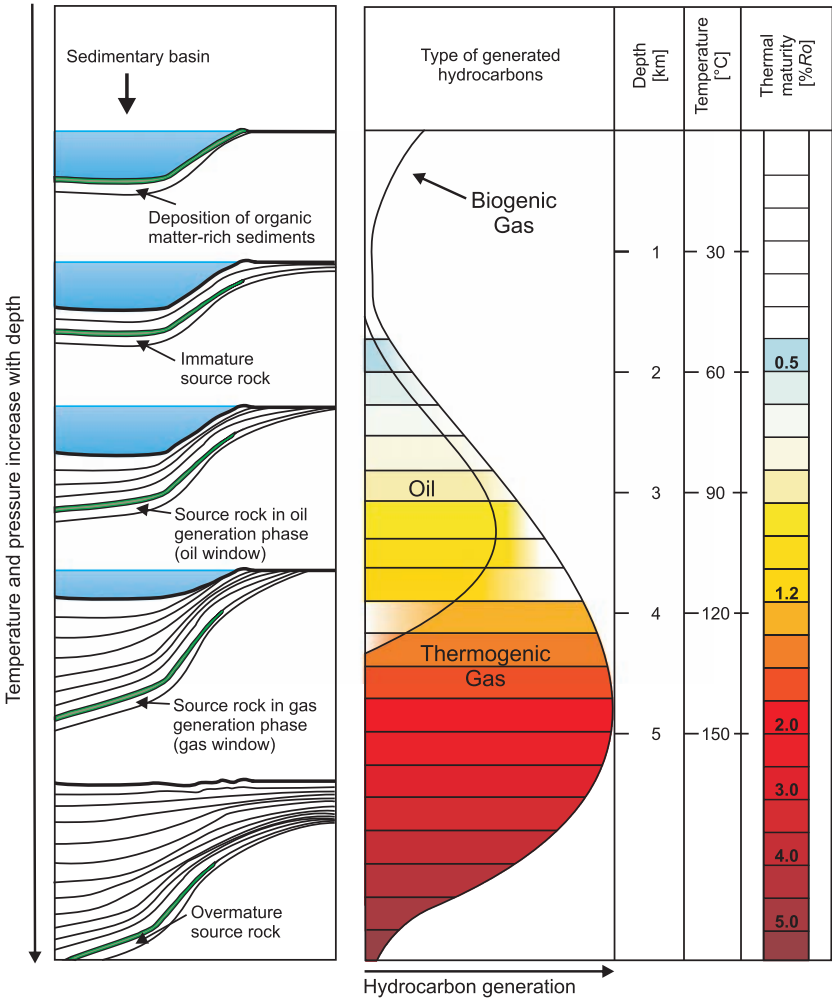 Temperature and pressure increase with depth
Sedimentary basin
Deposition of organic
matter-rich sediments
Immature
source rock
Source rock in oil
generation phase
(oil window)
Source rock in gas
generation phase
(gas window)
Overmature
source rock
Type of generated
hydrocarbons
Biogenic
Gas
Oil
Thermogenic
Gas
Hydrocarbon generation
Depth
[km]
1
2
3
4
5
Temperature
[°C]
30
60
90
120
150
Thermal
maturity
[%Ro]
0.5
1.2
2.0
3.0
4.0
5.0